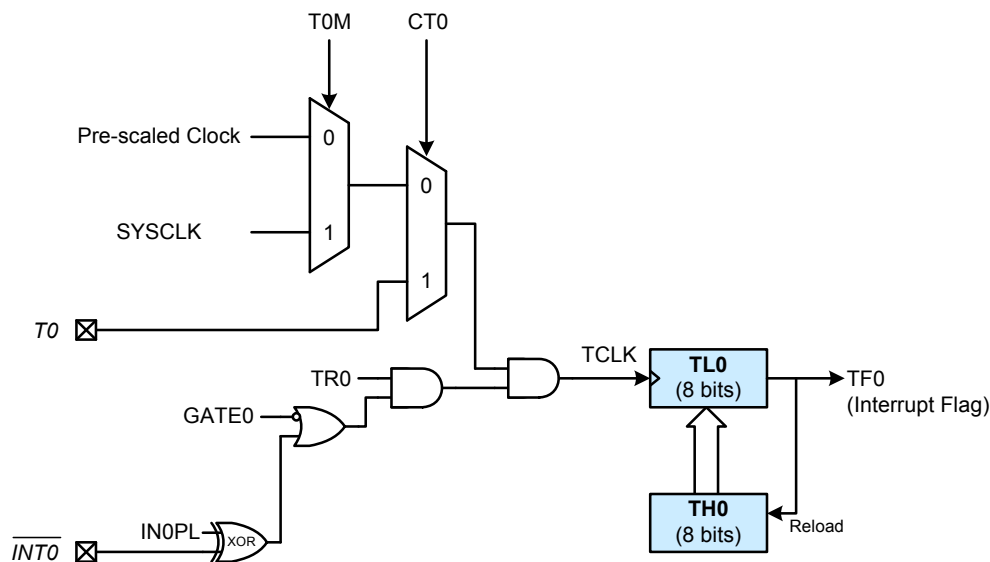 T0M
CT0
Pre-scaled Clock
0
0
SYSCLK
1
1
T0
TCLK
TL0
(8 bits)
TF0
(Interrupt Flag)
TR0
GATE0
IN0PL
XOR
INT0
TH0
(8 bits)
Reload